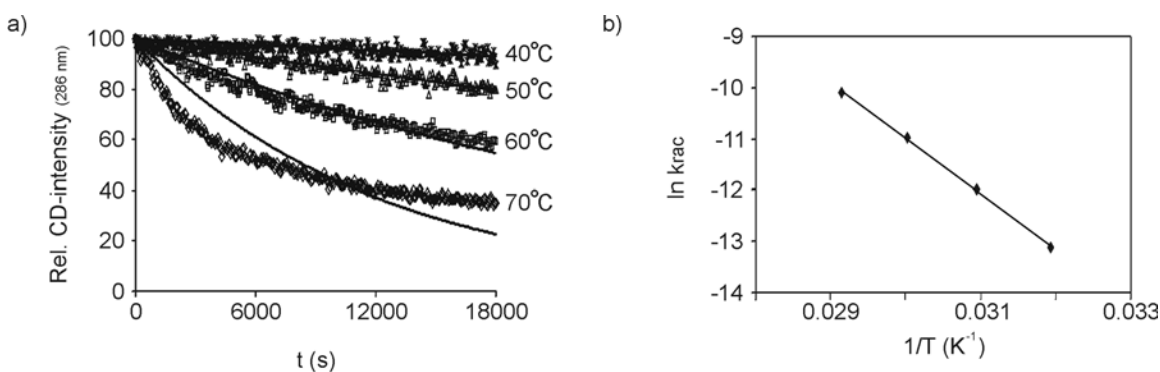 a)
Rel. CD-intensity (286 nm)
100
80
60
40
20
0
40°C
50°C
60°C
70°C
0
6000
12000
18000
t (s)
b)
ln krac
-9
-10
-11
-12
-13
-14
0.029
0.031
0.033
1/T (K⁻¹)